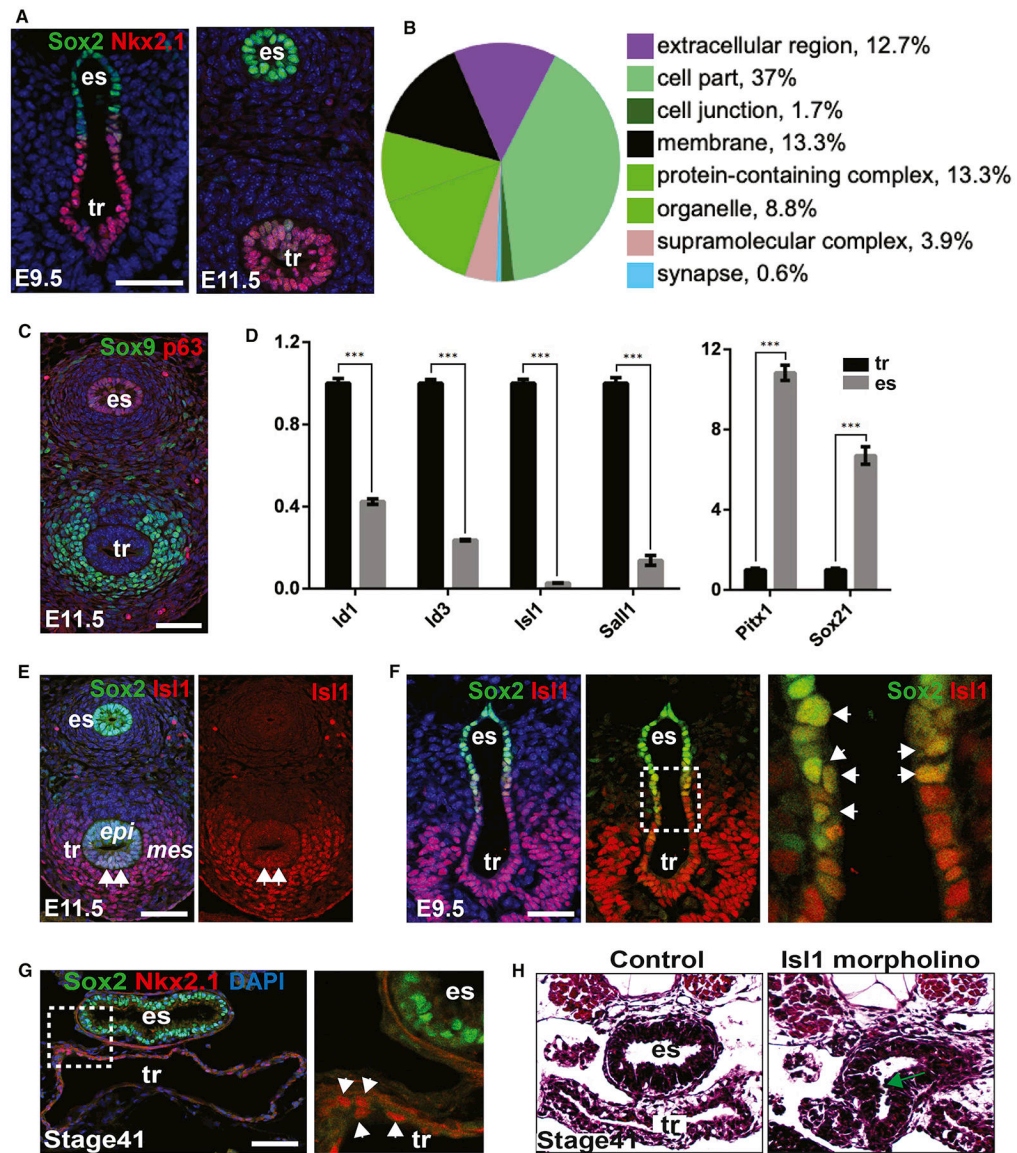 A
Sox2 Nkx2.1
es
tr
E9.5
es
tr
E11.5
B
extracellular region, 12.7%
cell part, 37%
cell junction, 1.7%
membrane, 13.3%
protein-containing complex, 13.3%
organelle, 8.8%
supramolecular complex, 3.9%
synapse, 0.6%
C
Sox9 p63
es
tr
E11.5
D
1.2
0.8
0.4
0.0
***
***
***
***
Id1
Id3
Isl1
Sall1
12
8
4
0
***
***
Pitx1
Sox21
tr
es
E
Sox2 Isl1
es
epi
tr
mes
E11.5
Isl1
F
Sox2 Isl1
es
tr
E9.5
es
tr
Sox2 Isl1
G
Sox2 Nkx2.1 DAPI
es
tr
Stage41
es
tr
H
Control
es
tr
Stage41
Isl1 morpholino